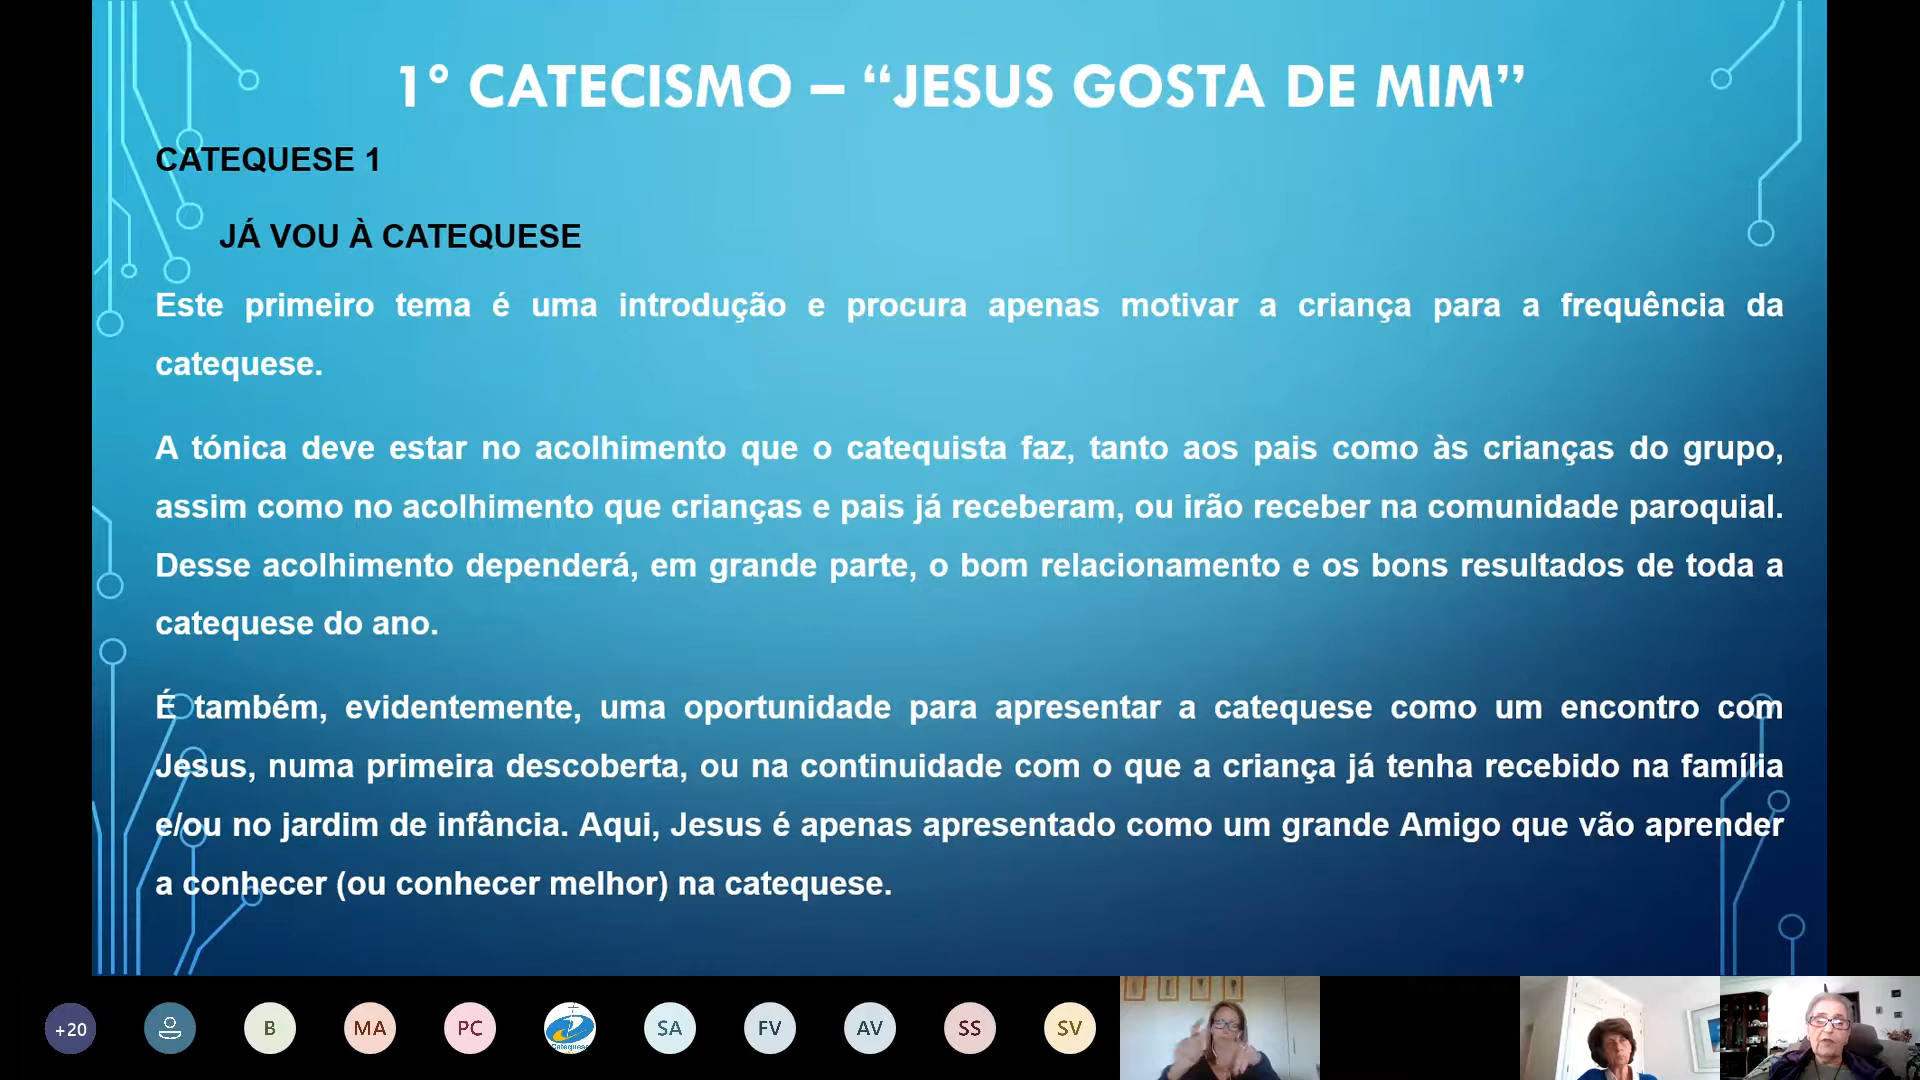 1º CATECISMO – “JESUS GOSTA DE MIM”
CATEQUESE 1
JÁ VOU À CATEQUESE
Este primeiro tema é uma introdução e procura apenas motivar a criança para a frequência da
catequese.
A tónica deve estar no acolhimento que o catequista faz, tanto aos pais como às crianças do grupo,
assim como no acolhimento que crianças e pais já receberam, ou irão receber na comunidade paroquial.
Desse acolhimento dependerá, em grande parte, o bom relacionamento e os bons resultados de toda a
catequese do ano.
É também, evidentemente, uma oportunidade para apresentar a catequese como um encontro com
Jesus, numa primeira descoberta, ou na continuidade com o que a criança já tenha recebido na família
e/ou no jardim de infância. Aqui, Jesus é apenas apresentado como um grande Amigo que vão aprender
a conhecer (ou conhecer melhor) na catequese.
+20 B MA PC Catequese SA FV AV SS SV